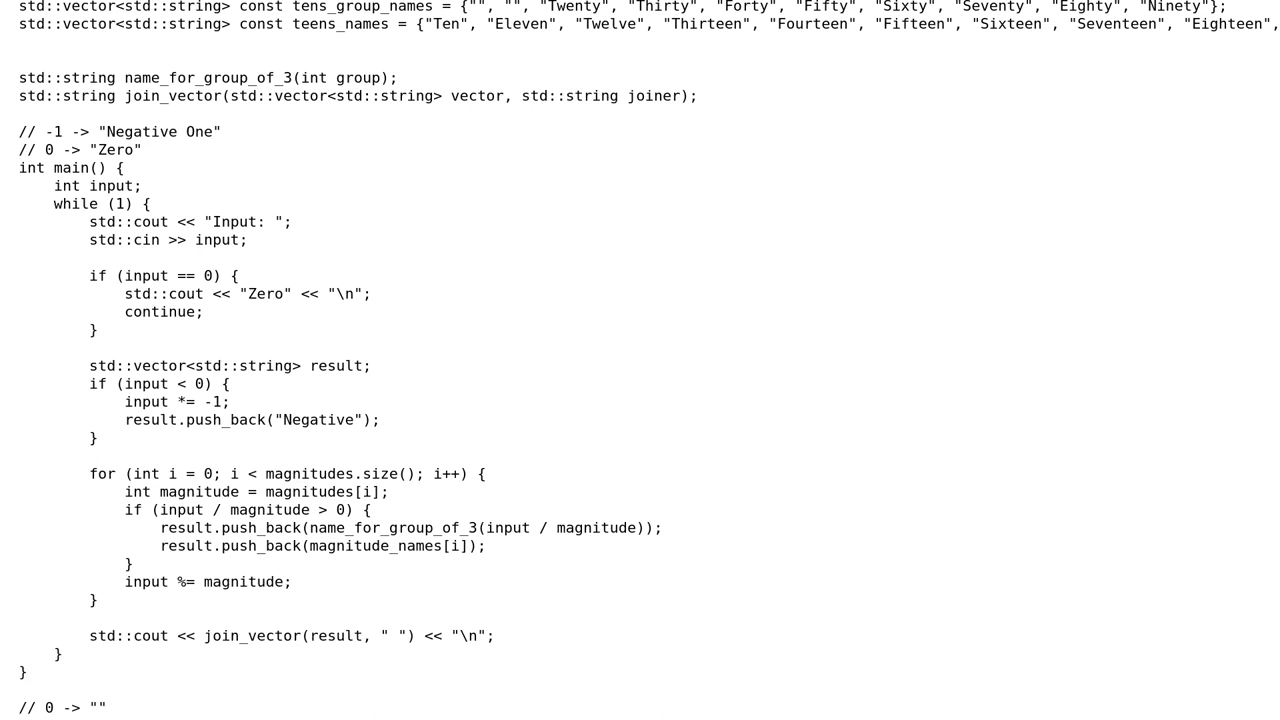 std::vector<std::string> const tens_group_names = {"", "", "Twenty", "Thirty", "Forty", "Fifty", "Sixty", "Seventy", "Eighty", "Ninety"};
std::vector<std::string> const teens_names = {"Ten", "Eleven", "Twelve", "Thirteen", "Fourteen", "Fifteen", "Sixteen", "Seventeen", "Eighteen",
std::string name_for_group_of_3(int group);
std::string join_vector(std::vector<std::string> vector, std::string joiner);
// -1 -> "Negative One"
// 0 -> "Zero"
int main() {
    int input;
    while (1) {
        std::cout << "Input: ";
        std::cin >> input;
        if (input == 0) {
            std::cout << "Zero" << "\n";
            continue;
        }
        std::vector<std::string> result;
        if (input < 0) {
            input *= -1;
            result.push_back("Negative");
        }
        for (int i = 0; i < magnitudes.size(); i++) {
            int magnitude = magnitudes[i];
            if (input / magnitude > 0) {
                result.push_back(name_for_group_of_3(input / magnitude));
                result.push_back(magnitude_names[i]);
            }
            input %= magnitude;
        }
        std::cout << join_vector(result, " ") << "\n";
    }
}
// 0 -> ""